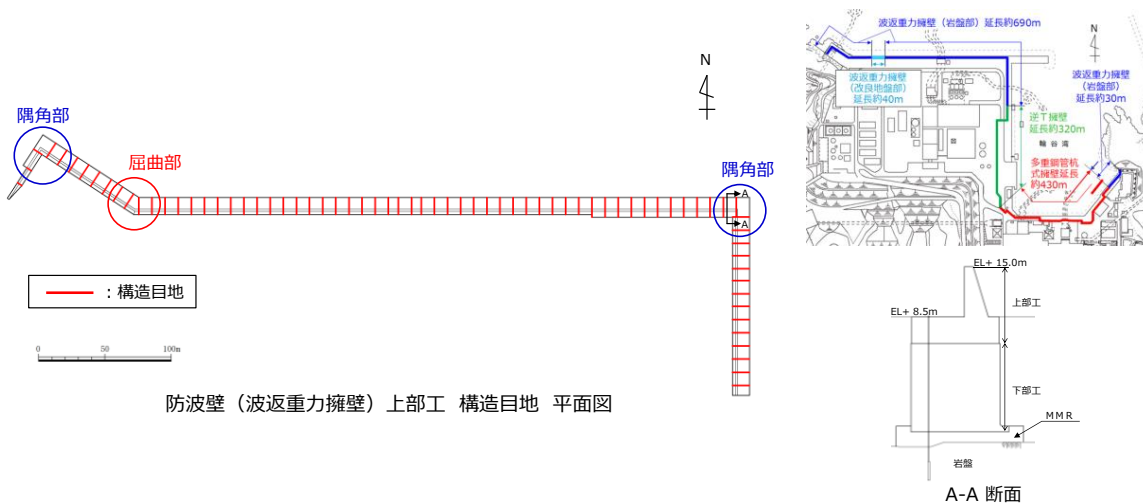 隅角部
屈曲部
N
隅角部
A
A
：構造目地
0
50
100m
防波壁（波返重力擁壁）上部工 構造目地 平面図
波返重力擁壁（岩盤部）延長約690m
N
波返重力擁壁
（改良地盤部）
延長約40m
波返重力擁壁
（岩盤部）
延長約30m
逆T擁壁
延長約320m
輪谷湾
多重鋼管杭
式擁壁延長
約430m
EL+ 15.0m
上部工
EL+ 8.5m
下部工
MMR
岩盤
A-A 断面